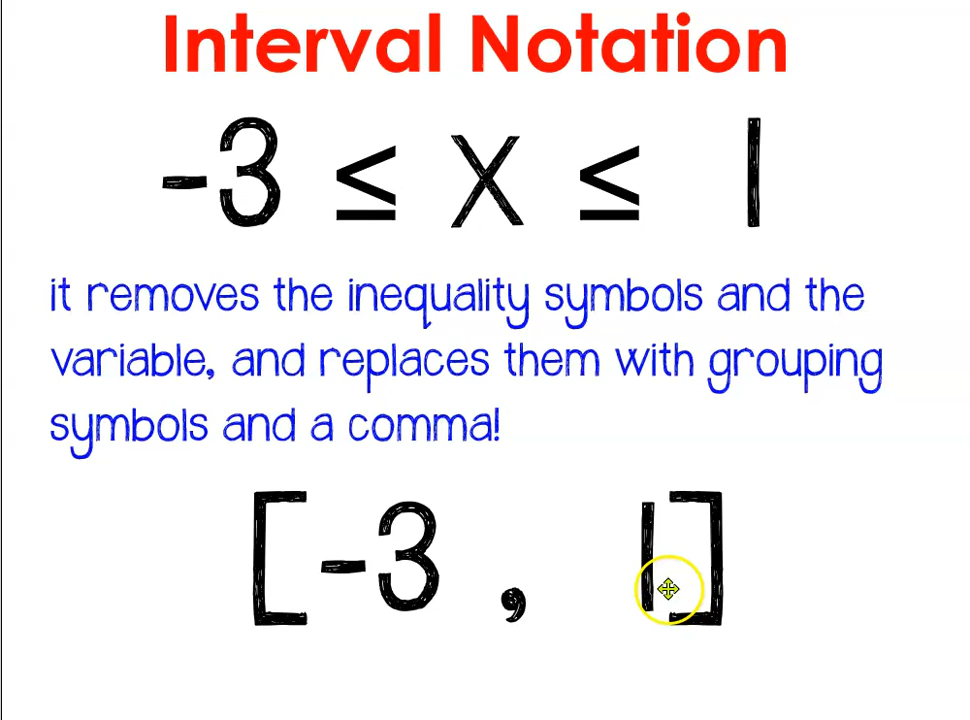 Interval Notation
-3 ≤ x ≤ 1
it removes the inequality symbols and the
variable, and replaces them with grouping
symbols and a comma!
[-3 , 1]